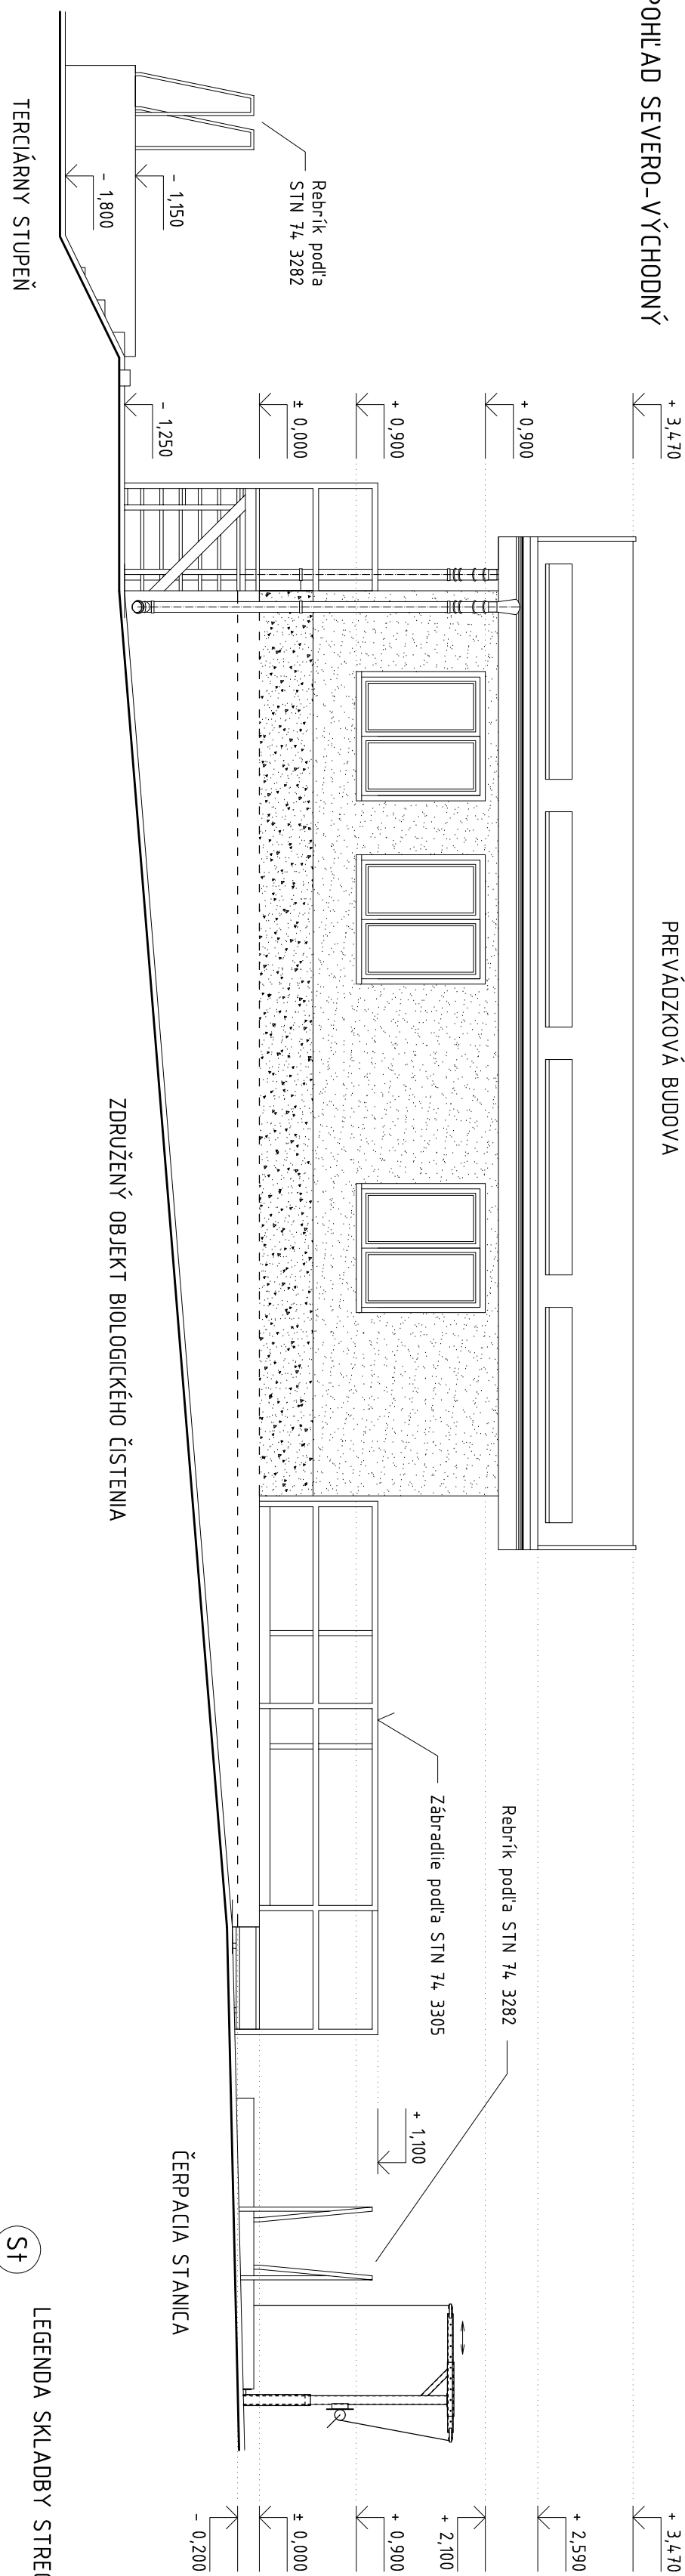 POHĽAD SEVERO-VÝCHODNÝ
PREVÁDZKOVÁ BUDOVA
Rebrík podľa
STN 74 3282
- 1,150
- 1,800
TERCIÁRNY STUPEŇ
+ 3,470
+ 0,900
+ 0,900
± 0,000
- 1,250
ZDRUŽENÝ OBJEKT BIOLOGICKÉHO ČISTENIA
Rebrík podľa STN 74 3282
Zábradlie podľa STN 74 3305
+ 1,100
ČERPACIA STANICA
+ 3,470
+ 2,590
+ 2,100
+ 0,900
± 0,000
- 0,200
St
LEGENDA SKLADBY